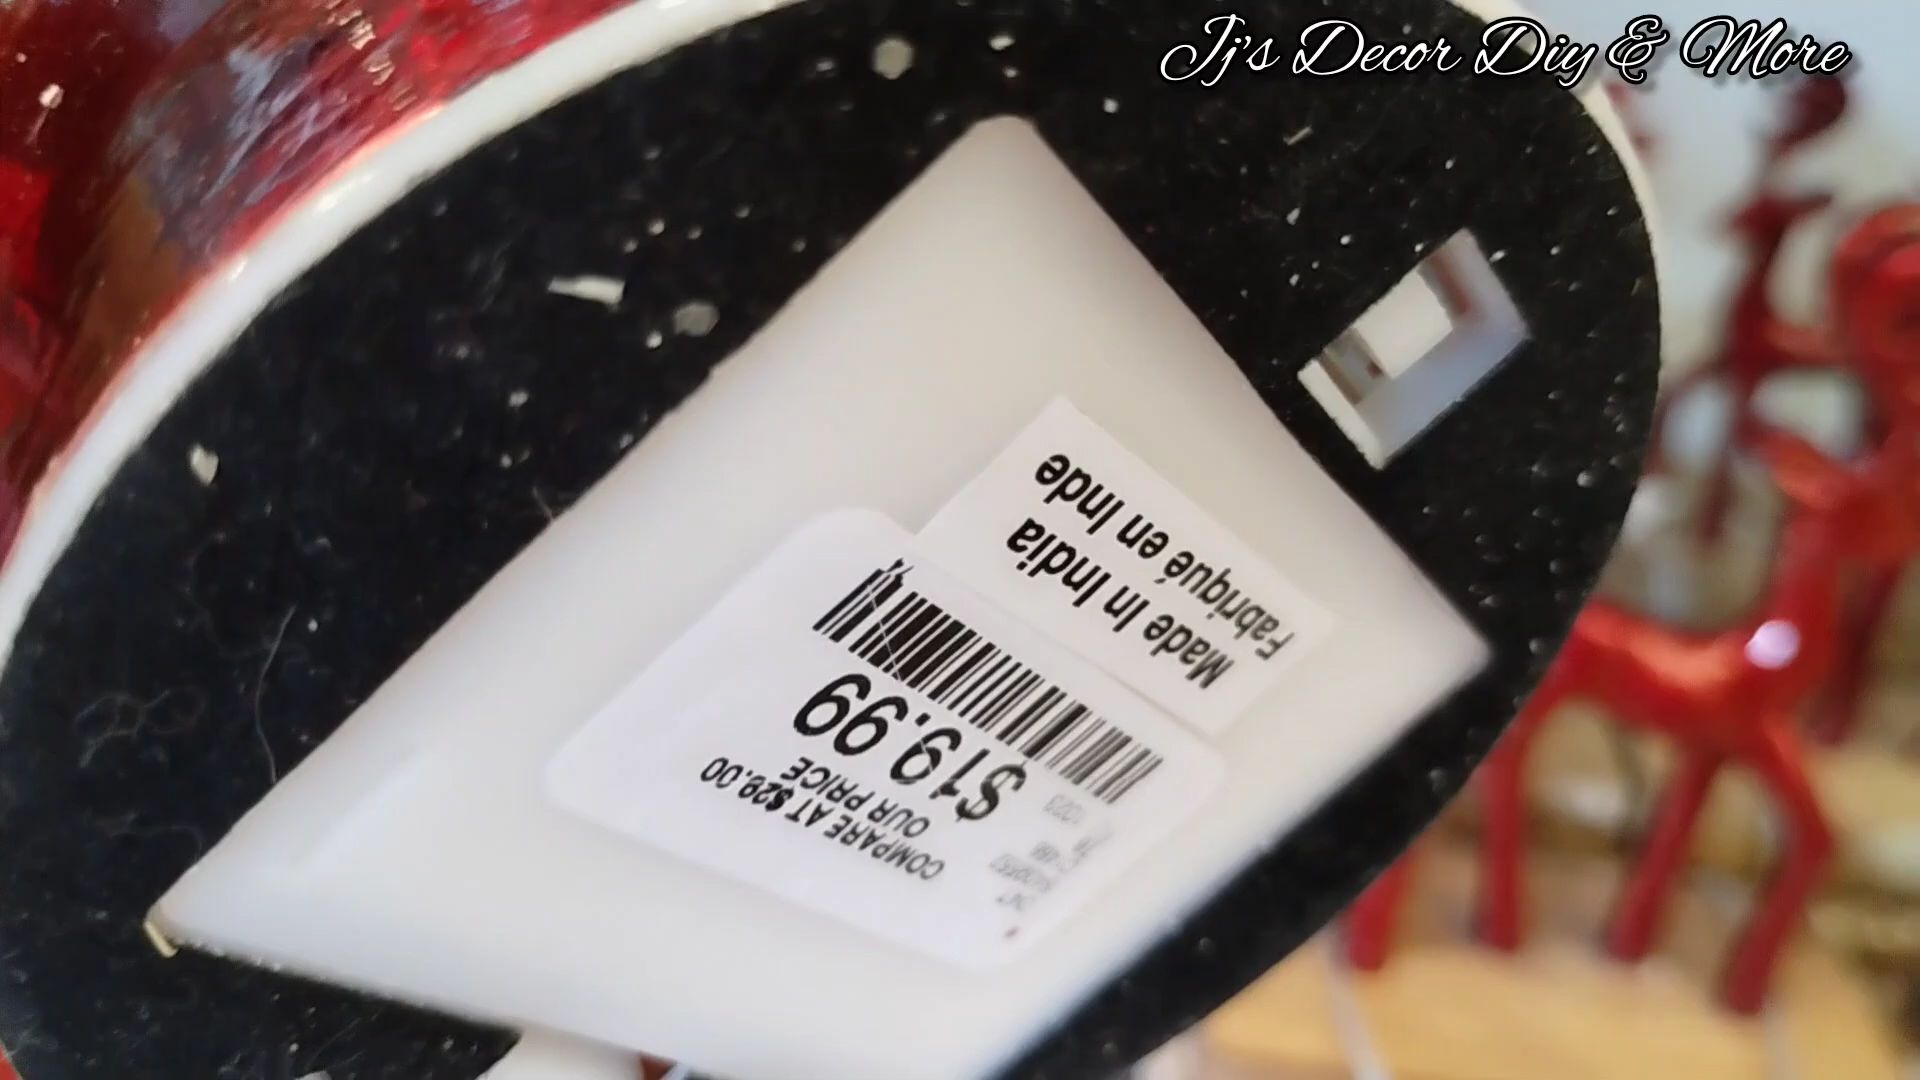 Jj's Decor Diy & More
Made In India
Fabriqué en Inde
COMPARE AT $29.00
OUR PRICE
$19.99